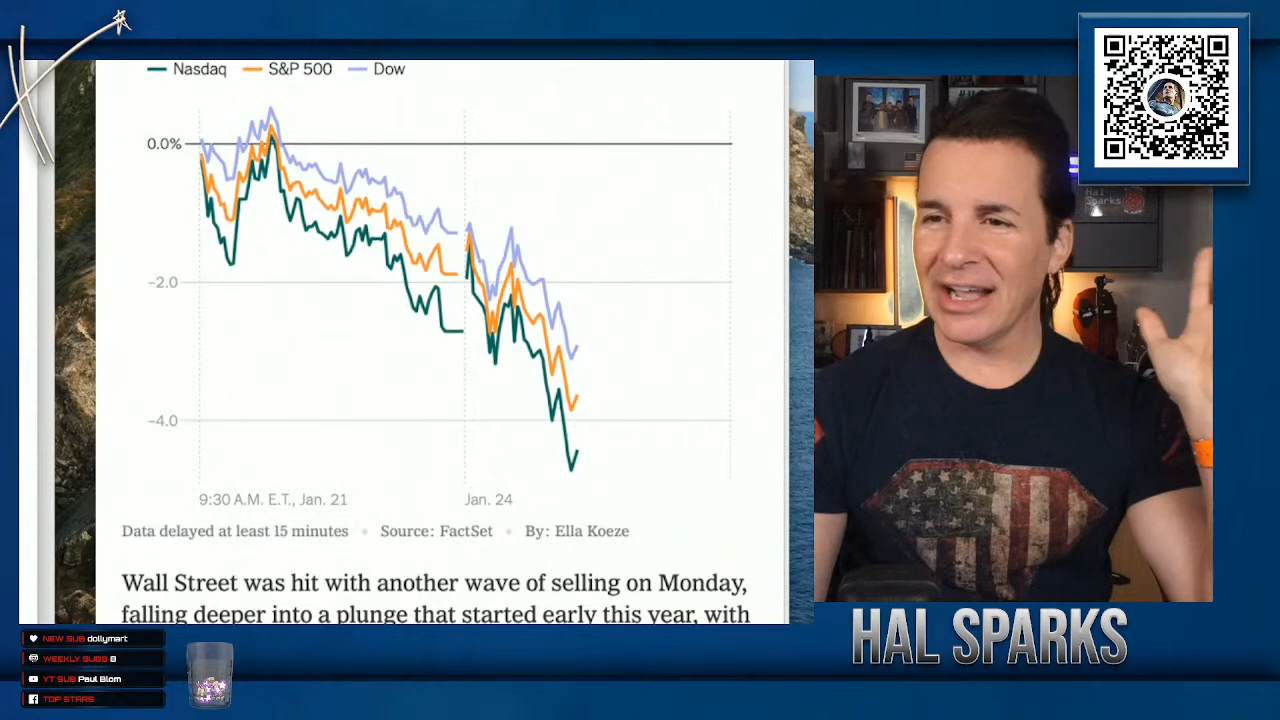 Nasdaq S&P 500 Dow
0.0%
−2.0
−4.0
9:30 A.M. E.T., Jan. 21 Jan. 24
Data delayed at least 15 minutes • Source: FactSet • By: Ella Koeze
Wall Street was hit with another wave of selling on Monday,
falling deeper into a plunge that started early this year, with
Hal
Sparks
HAL SPARKS
NEW SUB dollymart
WEEKLY SUBS 0
YT SUB Paul Blom
TOP STARS